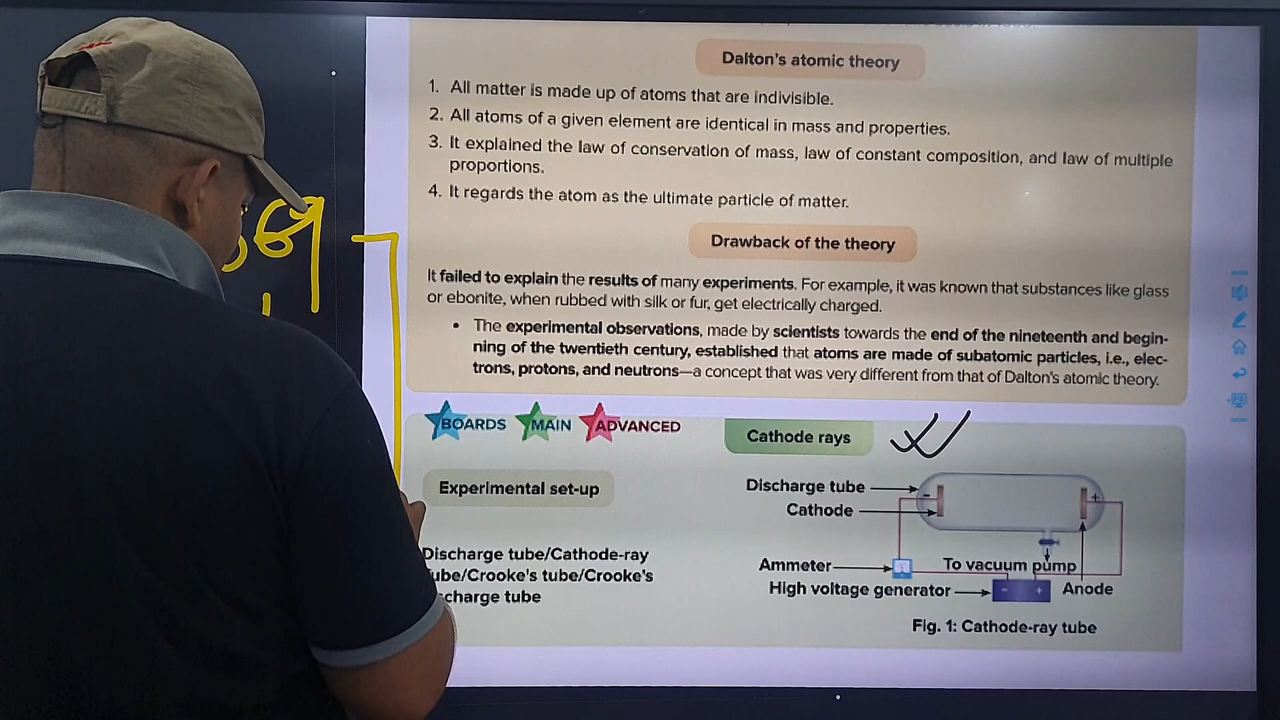 Dalton's atomic theory
1. All matter is made up of atoms that are indivisible.
2. All atoms of a given element are identical in mass and properties.
3. It explained the law of conservation of mass, law of constant composition, and law of multiple
proportions.
4. It regards the atom as the ultimate particle of matter.
Drawback of the theory
It failed to explain the results of many experiments. For example, it was known that substances like glass
or ebonite, when rubbed with silk or fur, get electrically charged.
• The experimental observations, made by scientists towards the end of the nineteenth and begin-
ning of the twentieth century, established that atoms are made of subatomic particles, i.e., elec-
trons, protons, and neutrons—a concept that was very different from that of Dalton's atomic theory.
BOARDS MAIN ADVANCED
Cathode rays
Experimental set-up
Discharge tube/Cathode-ray
ube/Crooke's tube/Crooke's
charge tube
Discharge tube
Cathode
- +
Ammeter
To vacuum pump
High voltage generator
- +
Anode
Fig. 1: Cathode-ray tube